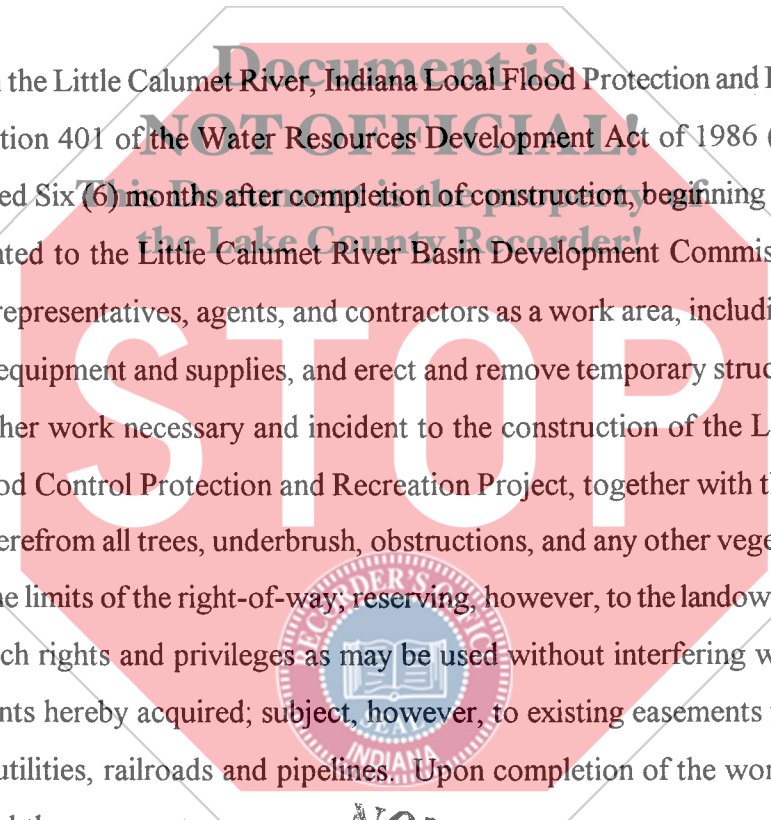 Document is
the Little Calumet River, Indiana Local Flood Protection and
tion 401 of the Water Resources Development Act of 1986 (
NOT OFFICIAL!
ed Six (6) months after completion of construction, beginning
This Document is the property of
the Lake County Recorder!
ted to the Little Calumet River Basin Development Commis
representatives, agents, and contractors as a work area, includi
STOP
equipment and supplies, and erect and remove temporary struc
her work necessary and incident to the construction of the L
od Control Protection and Recreation Project, together with t
erefrom all trees, underbrush, obstructions, and any other vege
e limits of the right-of-way; reserving, however, to the landow
ch rights and privileges as may be used without interfering w
nts hereby acquired; subject, however, to existing easements
utilities, railroads and pipelines. Upon completion of the wor
RECORDER'S OFFICE
SEAL
INDIANA